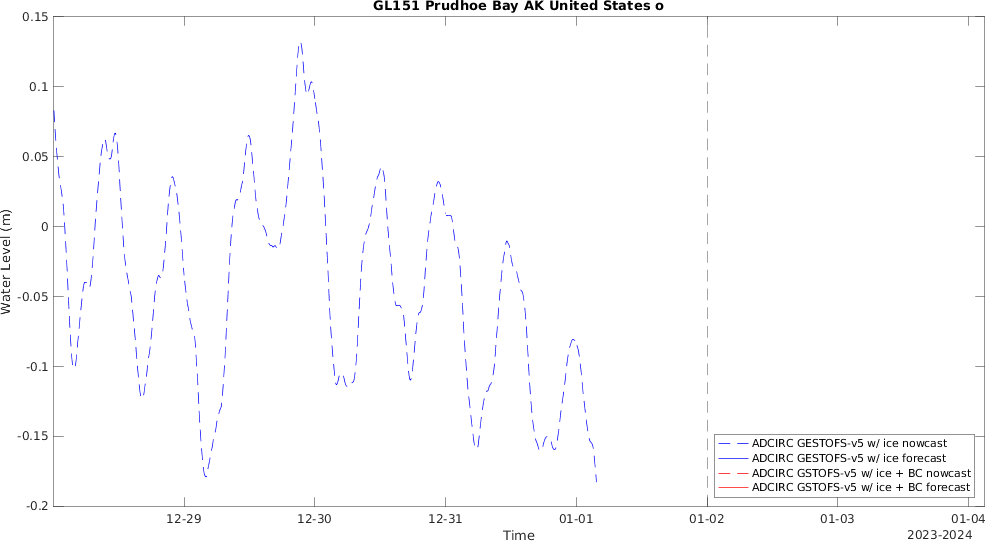 GL151 Prudhoe Bay AK United States o
0.15
0.1
0.05
0
-0.05
-0.1
-0.15
-0.2
Water Level (m)
12-29 12-30 12-31 01-01 01-02 01-03 01-04
Time
2023-2024
ADCIRC GESTOFS-v5 w/ ice nowcast
ADCIRC GESTOFS-v5 w/ ice forecast
ADCIRC GSTOFS-v5 w/ ice + BC nowcast
ADCIRC GSTOFS-v5 w/ ice + BC forecast